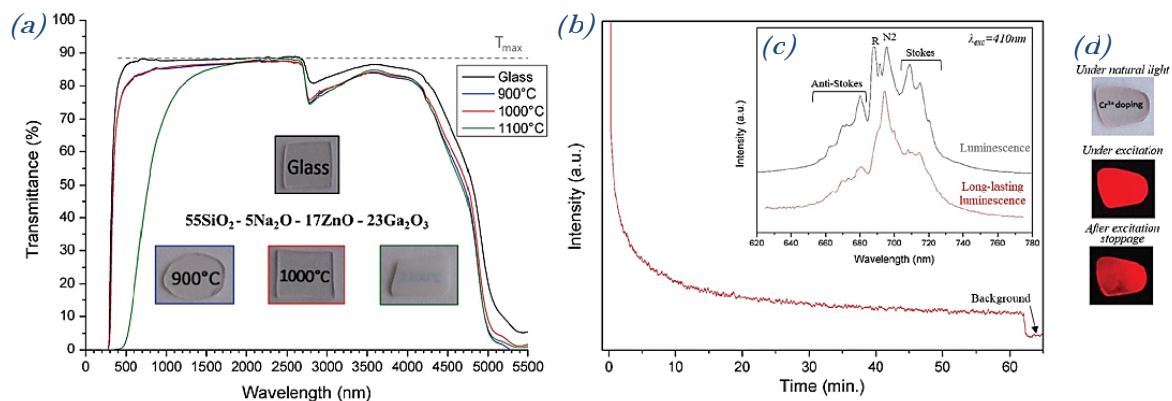 (a)
100
90
80
70
60
50
40
30
20
10
0
Transmittance (%)
T_max
Glass
900°C
1000°C
1100°C
Glass
55SiO₂ - 5Na₂O - 17ZnO - 23Ga₂O₃
900°C
1000°C
0 500 1000 1500 2000 2500 3000 3500 4000 4500 5000 5500
Wavelength (nm)
(b)
Intensity (a.u.)
Background
0 10 20 30 40 50 60
Time (min.)
(c)
λexc=410nm
R N2
Stokes
Anti-Stokes
Intensity (a.u.)
Luminescence
Long-lasting
luminescence
620 640 660 680 700 720 740 760 780
Wavelength (nm)
(d)
Under natural light
Cr³⁺ doping
Under excitation
After excitation
stoppage